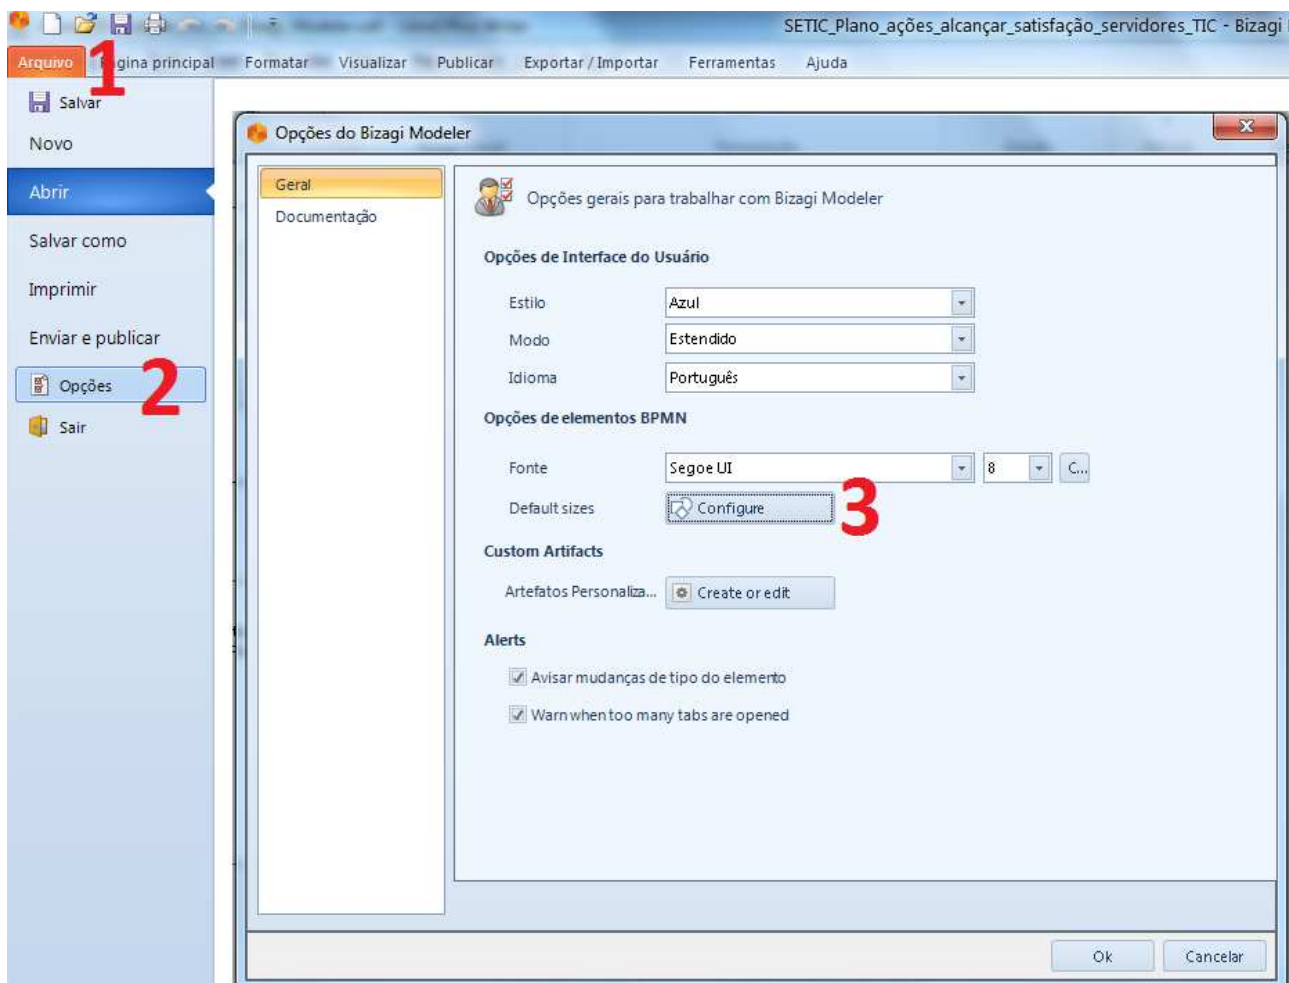 SETIC_Plano_ações_alcançar_satisfação_servidores_TIC - Bizagi
1
Arquivo Página principal Formatar Visualizar Publicar Exportar / Importar Ferramentas Ajuda
Salvar
Novo
Abrir
Salvar como
Imprimir
Enviar e publicar
Opções
2
Sair
Opções do Bizagi Modeler
Geral
Documentação
Opções gerais para trabalhar com Bizagi Modeler
Opções de Interface do Usuário
Estilo Azul
Modo Estendido
Idioma Português
Opções de elementos BPMN
Fonte Segoe UI 8 C...
Default sizes Configure 3
Custom Artifacts
Artefatos Personaliza... Create or edit
Alerts
Avisar mudanças de tipo do elemento
Warn when too many tabs are opened
Ok Cancelar